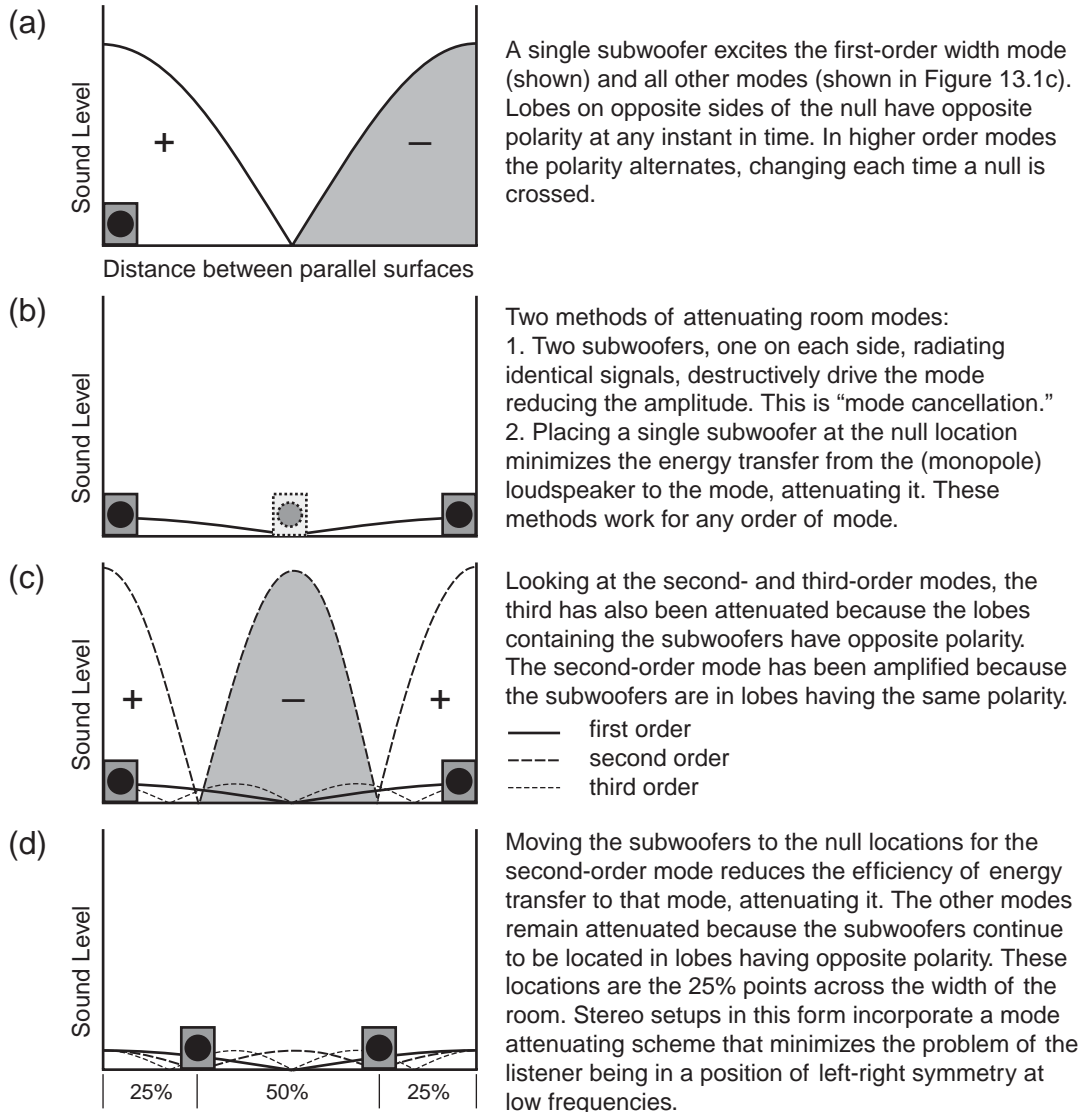 (a)
Sound Level
+
–
Distance between parallel surfaces
A single subwoofer excites the first-order width mode
(shown) and all other modes (shown in Figure 13.1c).
Lobes on opposite sides of the null have opposite
polarity at any instant in time. In higher order modes
the polarity alternates, changing each time a null is
crossed.
(b)
Sound Level
Two methods of attenuating room modes:
1. Two subwoofers, one on each side, radiating
identical signals, destructively drive the mode
reducing the amplitude. This is “mode cancellation.”
2. Placing a single subwoofer at the null location
minimizes the energy transfer from the (monopole)
loudspeaker to the mode, attenuating it. These
methods work for any order of mode.
(c)
Sound Level
+
–
+
Looking at the second- and third-order modes, the
third has also been attenuated because the lobes
containing the subwoofers have opposite polarity.
The second-order mode has been amplified because
the subwoofers are in lobes having the same polarity.
first order
second order
third order
(d)
Sound Level
25%
50%
25%
Moving the subwoofers to the null locations for the
second-order mode reduces the efficiency of energy
transfer to that mode, attenuating it. The other modes
remain attenuated because the subwoofers continue
to be located in lobes having opposite polarity. These
locations are the 25% points across the width of the
room. Stereo setups in this form incorporate a mode
attenuating scheme that minimizes the problem of the
listener being in a position of left-right symmetry at
low frequencies.